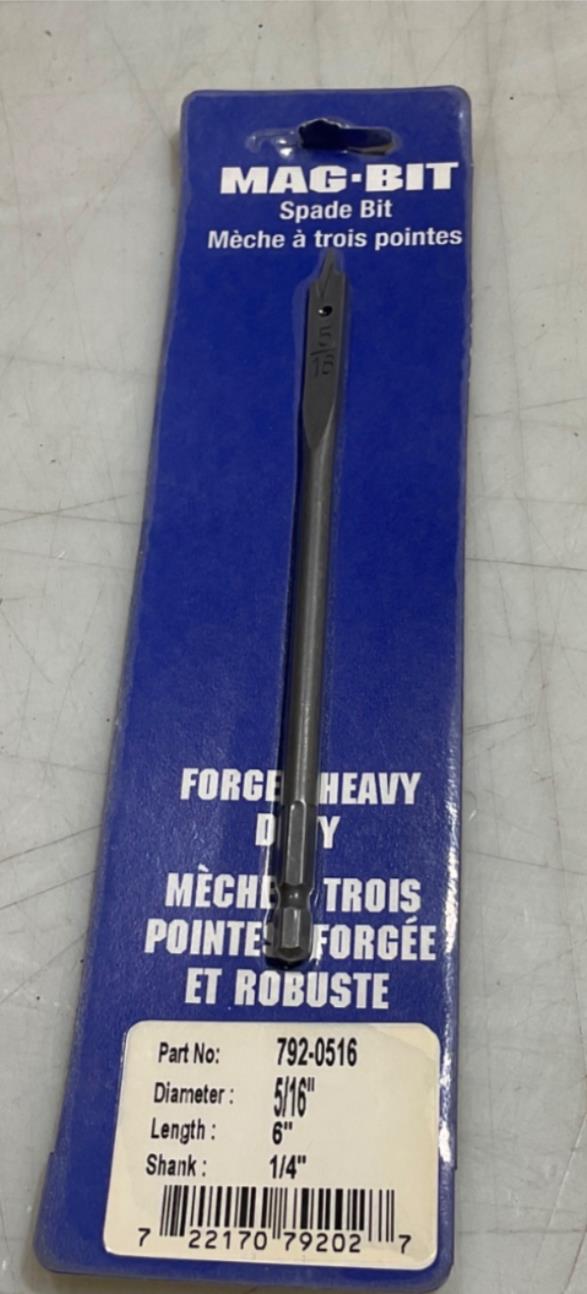 MAG·BIT
Spade Bit
Mèche à trois pointes
5
16
FORGE HEAVY
D Y
MÈCHE TROIS
POINTE FORGÉE
ET ROBUSTE
Part No: 792-0516
Diameter : 5/16"
Length : 6"
Shank : 1/4"
7 22170 79202 7